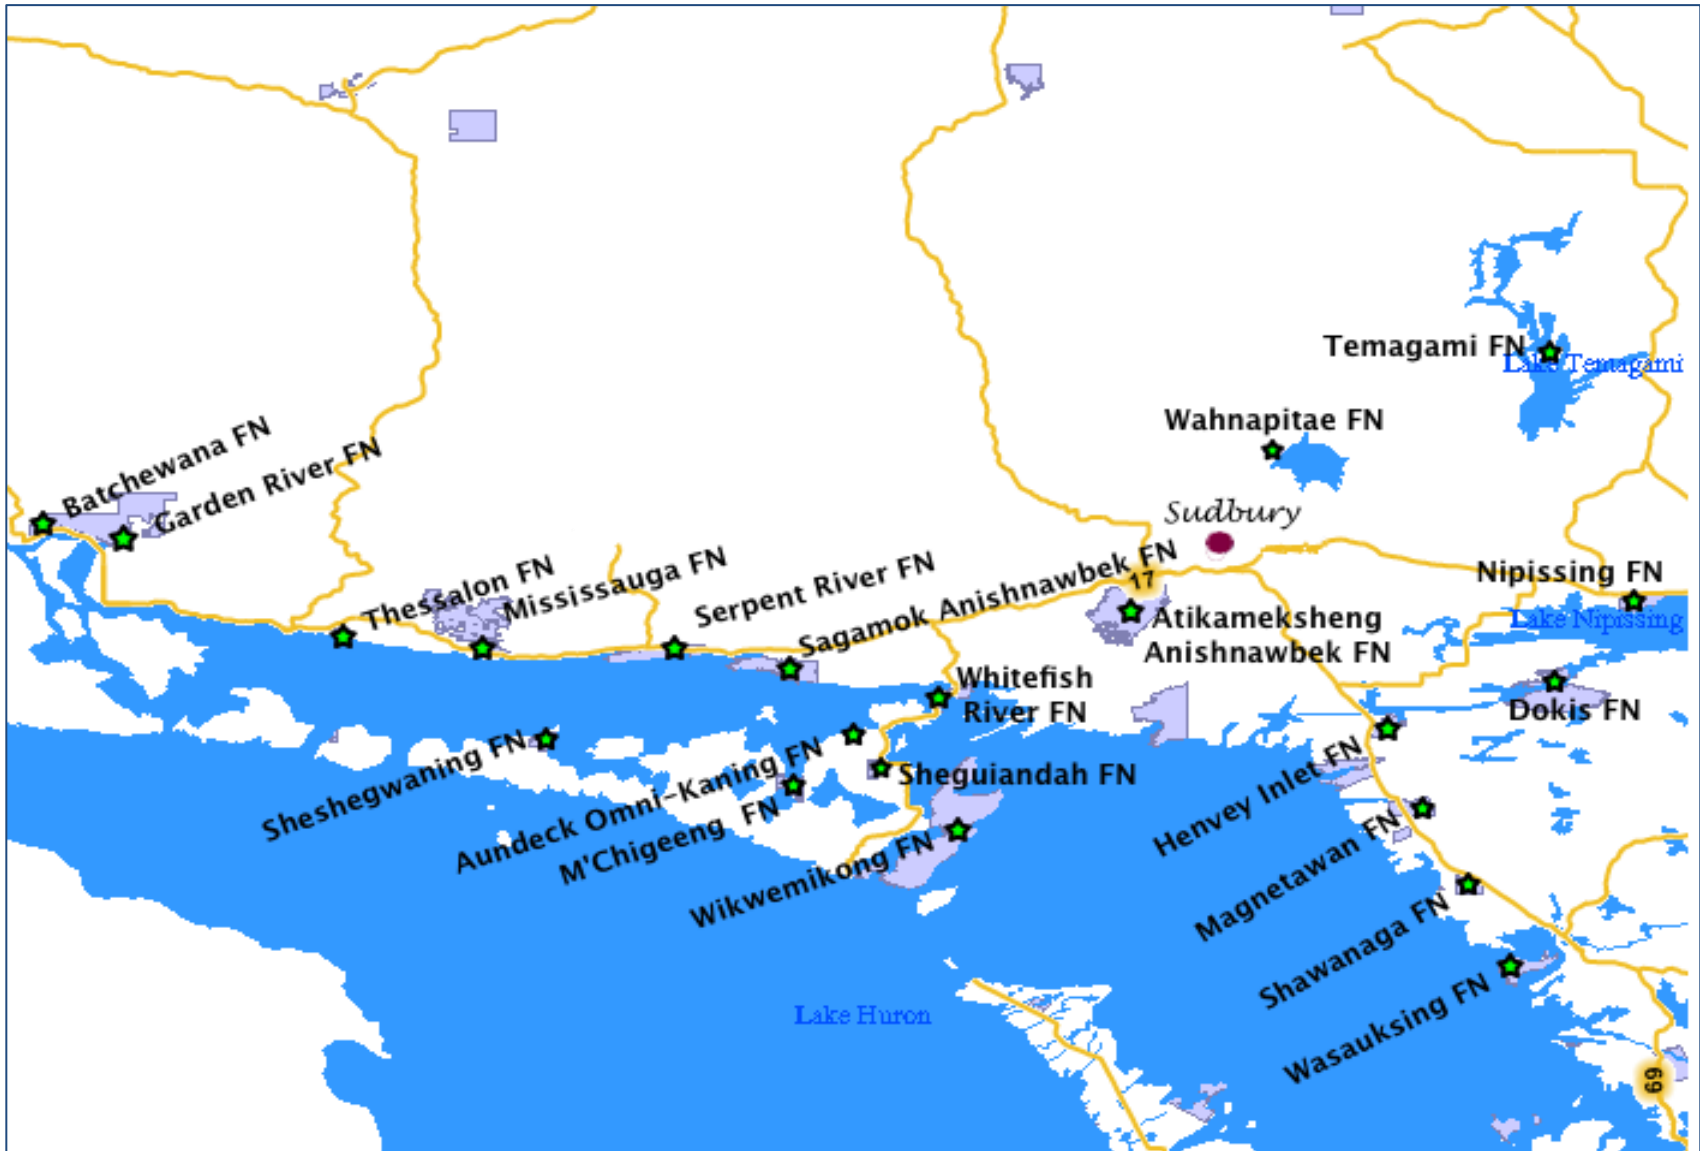 Temagami FN
Lake Temagami
Wahnapitae FN
Batchewana FN
Garden River FN
Sudbury
Thessalon FN
Mississauga FN
Serpent River FN
Sagamok Anishnawbek FN
17
Nipissing FN
Lake Nipissing
Atikameksheng
Anishnawbek FN
Whitefish
River FN
Dokis FN
Sheshegwaning FN
Aundeck Omni-Kaning FN
M'Chigeeng FN
Sheguiandah FN
Wikwemikong FN
Henvey Inlet FN
Magnetawan FN
Shawanaga FN
Wasauksing FN
Lake Huron
69